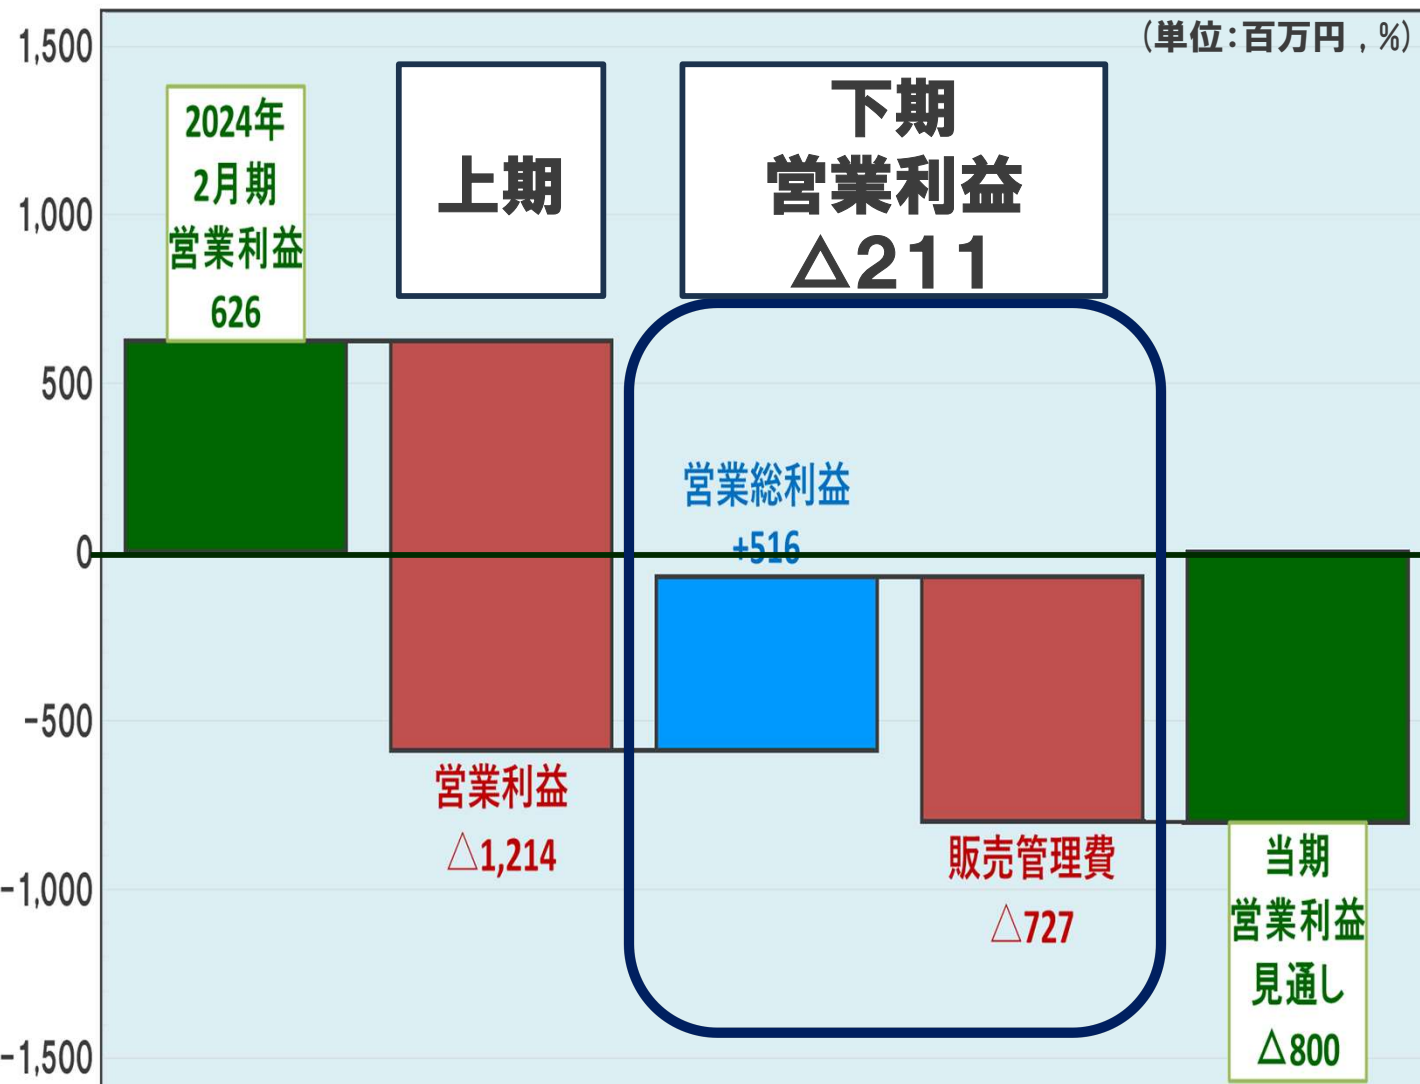 (単位:百万円 , %)
1,500
1,000
500
0
-500
-1,000
-1,500
2024年
2月期
営業利益
626
上期
下期
営業利益
△211
営業利益
△1,214
営業総利益
+516
販売管理費
△727
当期
営業利益
見通し
△800